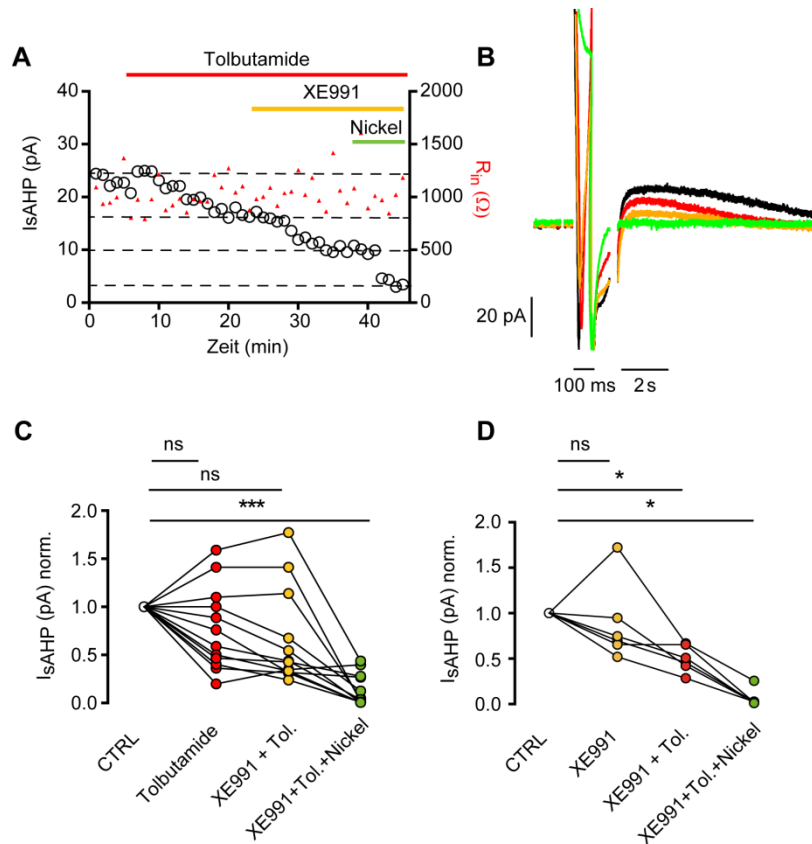 A
Tolbutamide
XE991
Nickel
IsAHP (pA)
40
30
20
10
0
2000
1500
1000
500
0
Rin (Ω)
0
10
20
30
40
Zeit (min)
B
20 pA
100 ms
2 s
C
ns
ns
***
IsAHP (pA) norm.
2.0
1.5
1.0
0.5
0.0
CTRL
Tolbutamide
XE991 + Tol.
XE991+Tol.+Nickel
D
ns
*
*
IsAHP (pA) norm.
2.0
1.5
1.0
0.5
0.0
CTRL
XE991
XE991 + Tol.
XE991+Tol.+Nickel